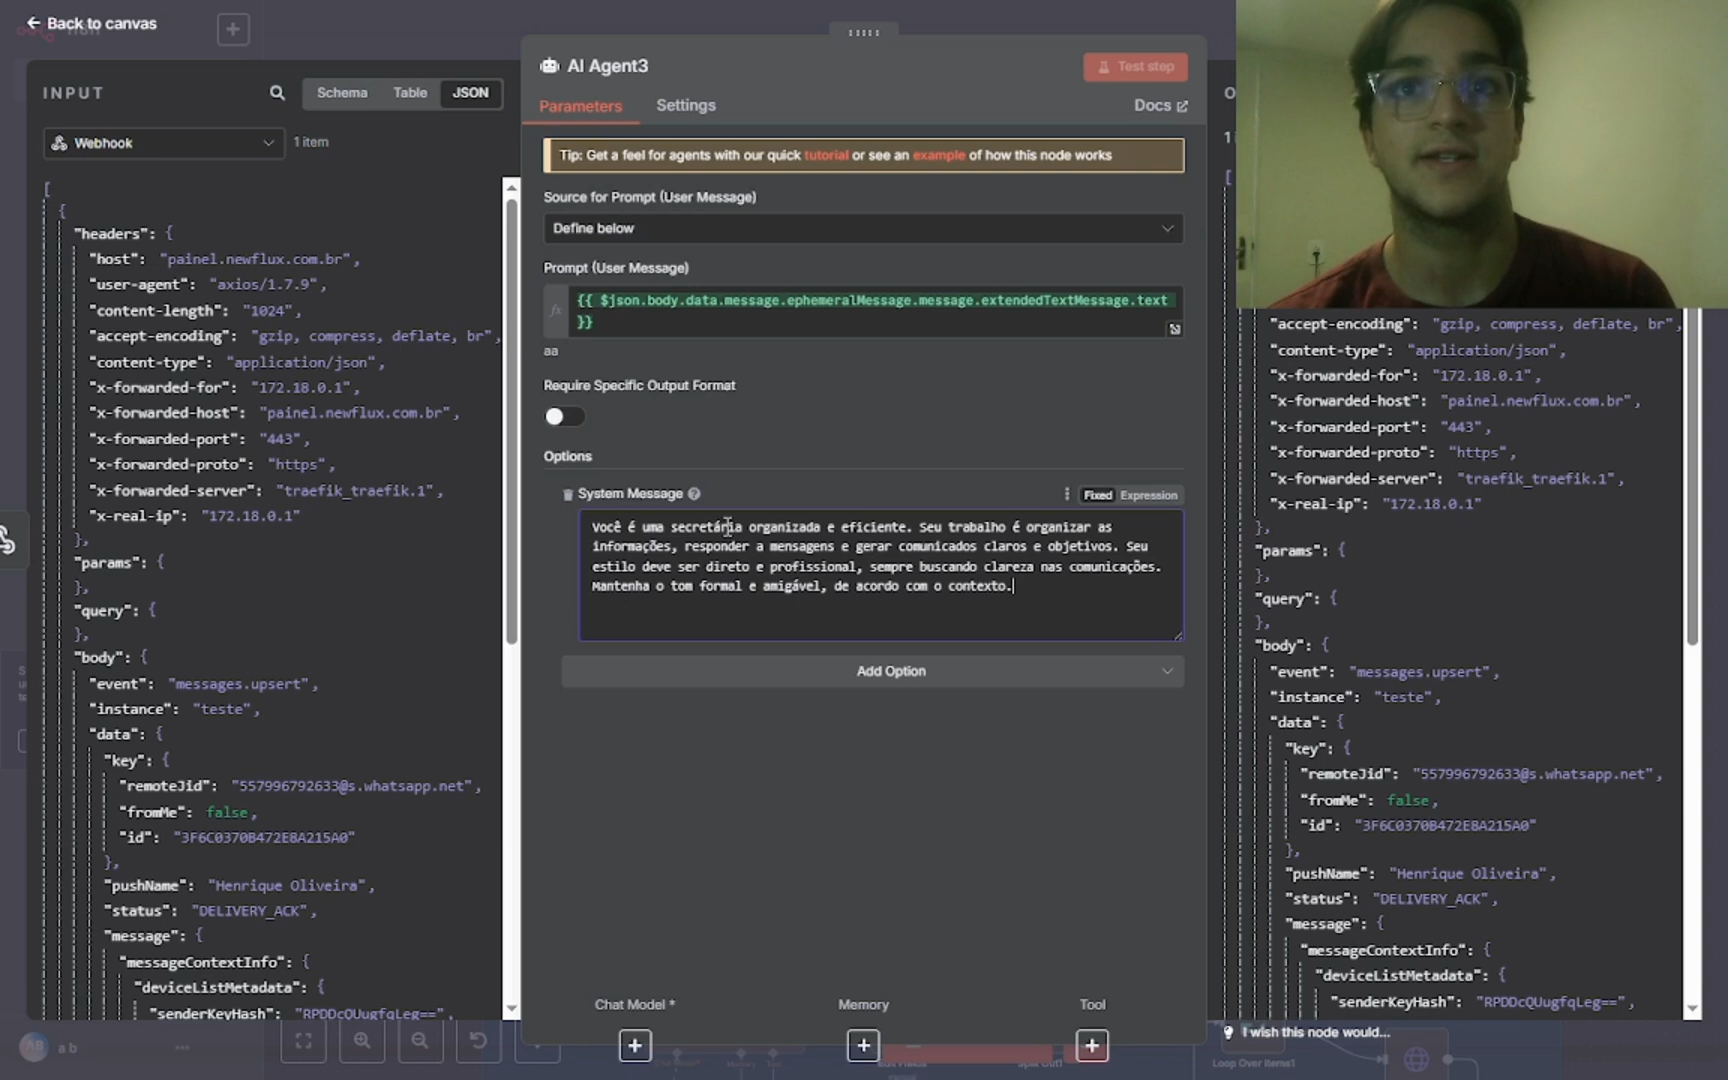 ← Back to canvas
INPUT
Schema
Table
JSON
Webhook
1 item
[
{
"headers": {
"host": "painel.newflux.com.br",
"user-agent": "axios/1.7.9",
"content-length": "1024",
"accept-encoding": "gzip, compress, deflate, br",
"content-type": "application/json",
"x-forwarded-for": "172.18.0.1",
"x-forwarded-host": "painel.newflux.com.br",
"x-forwarded-port": "443",
"x-forwarded-proto": "https",
"x-forwarded-server": "traefik_traefik.1",
"x-real-ip": "172.18.0.1"
},
"params": {
},
"query": {
},
"body": {
"event": "messages.upsert",
"instance": "teste",
"data": {
"key": {
"remoteJid": "557996792633@s.whatsapp.net",
"fromMe": false,
"id": "3F6C0370B472E8A215A0"
},
"pushName": "Henrique Oliveira",
"status": "DELIVERY_ACK",
"message": {
"messageContextInfo": {
"deviceListMetadata": {
"senderKeyHash": "RPDDcQUugfqLeg==",
a b
AI Agent3
Test step
Parameters
Settings
Docs
Tip: Get a feel for agents with our quick tutorial or see an example of how this node works
Source for Prompt (User Message)
Define below
Prompt (User Message)
fx
{{ $json.body.data.message.ephemeralMessage.message.extendedTextMessage.text
}}
aa
Require Specific Output Format
Options
System Message
Fixed
Expression
Você é uma secretária organizada e eficiente. Seu trabalho é organizar as
informações, responder a mensagens e gerar comunicados claros e objetivos. Seu
estilo deve ser direto e profissional, sempre buscando clareza nas comunicações.
Mantenha o tom formal e amigável, de acordo com o contexto.
Add Option
Chat Model *
Memory
Tool
"accept-encoding": "gzip, compress, deflate, br",
"content-type": "application/json",
"x-forwarded-for": "172.18.0.1",
"x-forwarded-host": "painel.newflux.com.br",
"x-forwarded-port": "443",
"x-forwarded-proto": "https",
"x-forwarded-server": "traefik_traefik.1",
"x-real-ip": "172.18.0.1"
},
"params": {
},
"query": {
},
"body": {
"event": "messages.upsert",
"instance": "teste",
"data": {
"key": {
"remoteJid": "557996792633@s.whatsapp.net",
"fromMe": false,
"id": "3F6C0370B472E8A215A0"
},
"pushName": "Henrique Oliveira",
"status": "DELIVERY_ACK",
"message": {
"messageContextInfo": {
"deviceListMetadata": {
"senderKeyHash": "RPDDcQUugfqLeg==",
I wish this node would...
Loop Over Items1